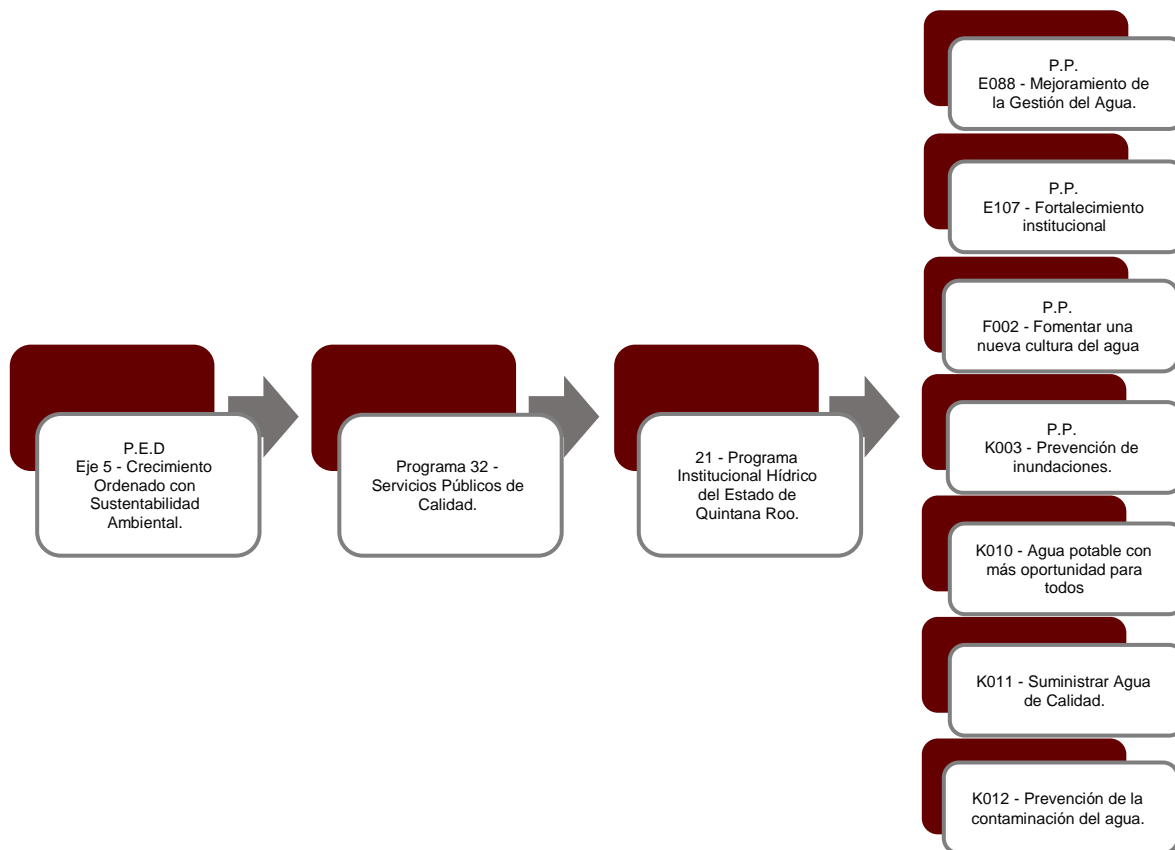 P.E.D
Eje 5 - Crecimiento
Ordenado con
Sustentabilidad
Ambiental.
Programa 32 -
Servicios Públicos de
Calidad.
21 - Programa
Institucional Hídrico
del Estado de
Quintana Roo.
P.P.
E088 - Mejoramiento de
la Gestión del Agua.
P.P.
E107 - Fortalecimiento
institucional
P.P.
F002 - Fomentar una
nueva cultura del agua
P.P.
K003 - Prevención de
inundaciones.
K010 - Agua potable con
más oportunidad para
todos
K011 - Suministrar Agua
de Calidad.
K012 - Prevención de la
contaminación del agua.